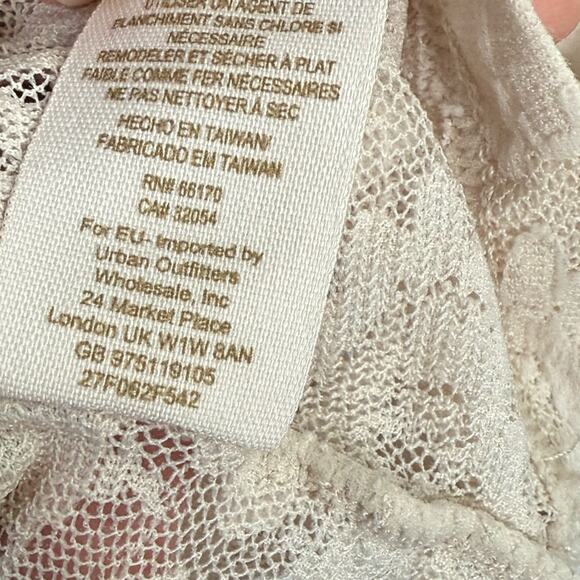 UTILISER UN AGENT DE
BLANCHIMENT SANS CHLORE SI
NÉCESSAIRE
REMODELER ET SÉCHER À PLAT
FAIBLE COMME FER NÉCESSAIRES
NE PAS NETTOYER À SEC
HECHO EN TAIWAN/
FABRICADO EM TAIWAN
RN# 66170
CA# 32054
For EU- Imported by
Urban Outfitters
Wholesale, Inc
24 Market Place
London UK W1W 8AN
GB 975119105
27F062F542